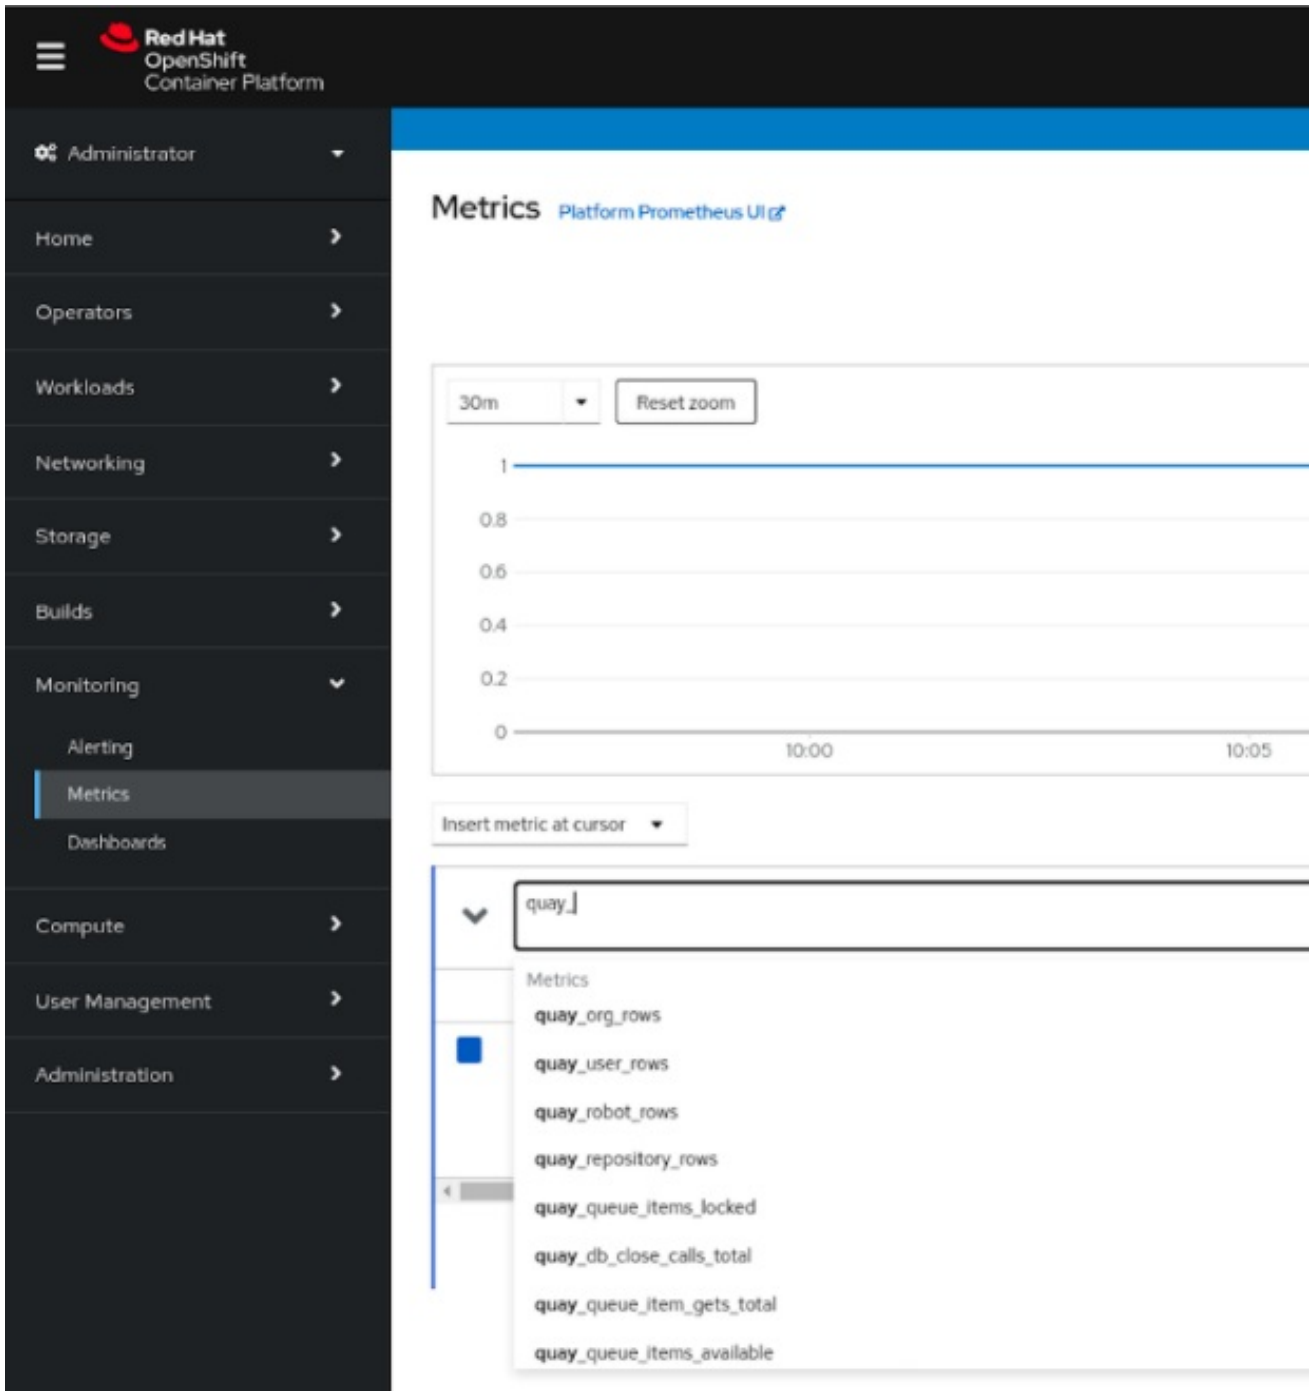 Red Hat
OpenShift
Container Platform
Administrator
Home
Operators
Workloads
Networking
Storage
Builds
Monitoring
Alerting
Metrics
Dashboards
Compute
User Management
Administration
Metrics Platform Prometheus UI
30m Reset zoom
1
0.8
0.6
0.4
0.2
0
10:00 10:05
Insert metric at cursor
quay_
Metrics
quay_org_rows
quay_user_rows
quay_robot_rows
quay_repository_rows
quay_queue_items_locked
quay_db_close_calls_total
quay_queue_item_gets_total
quay_queue_items_available